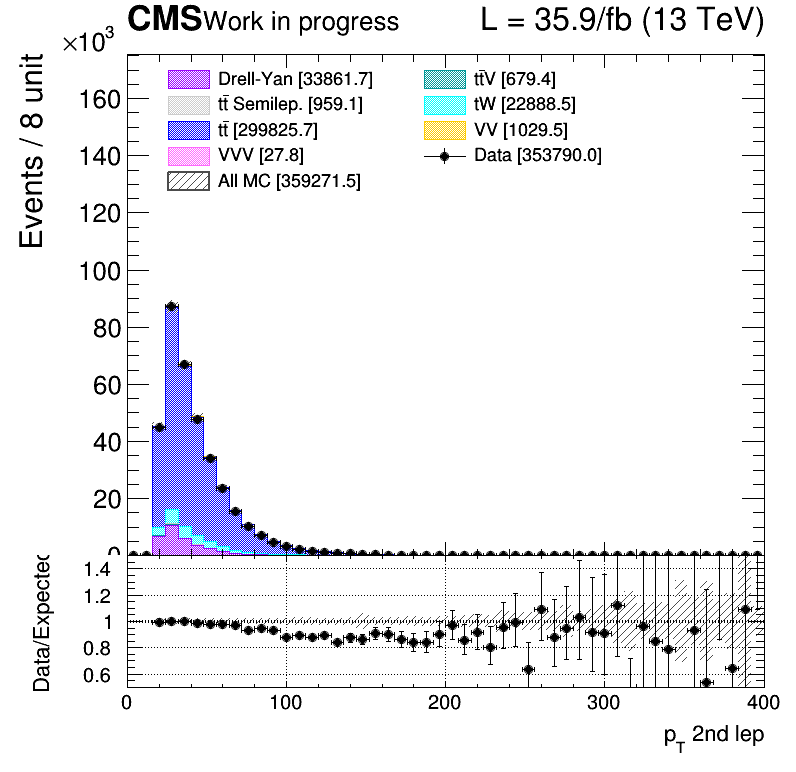 CMS Work in progress L = 35.9/fb (13 TeV)
×10³
Events / 8 unit
Drell-Yan [33861.7]
tt̄V [679.4]
tt̄ Semilep. [959.1]
tW [22888.5]
tt̄ [299825.7]
VV [1029.5]
VVV [27.8]
Data [353790.0]
All MC [359271.5]
160
140
120
100
80
60
40
20
0
Data/Expected
1.4
1.2
1
0.8
0.6
0 100 200 300 400
p_T 2nd lep